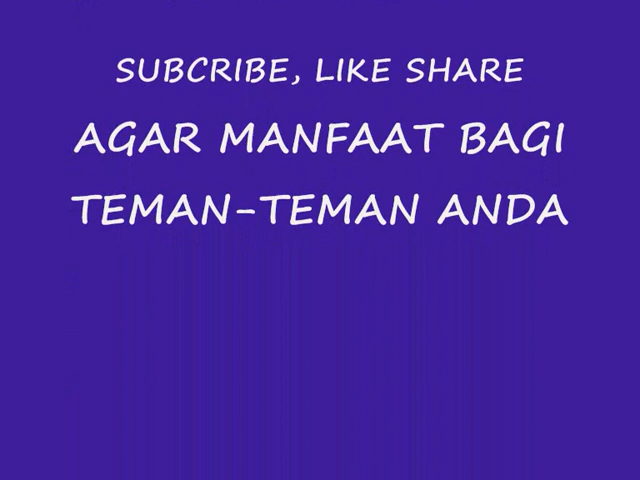 SUBCRIBE, LIKE SHARE
AGAR MANFAAT BAGI
TEMAN-TEMAN ANDA